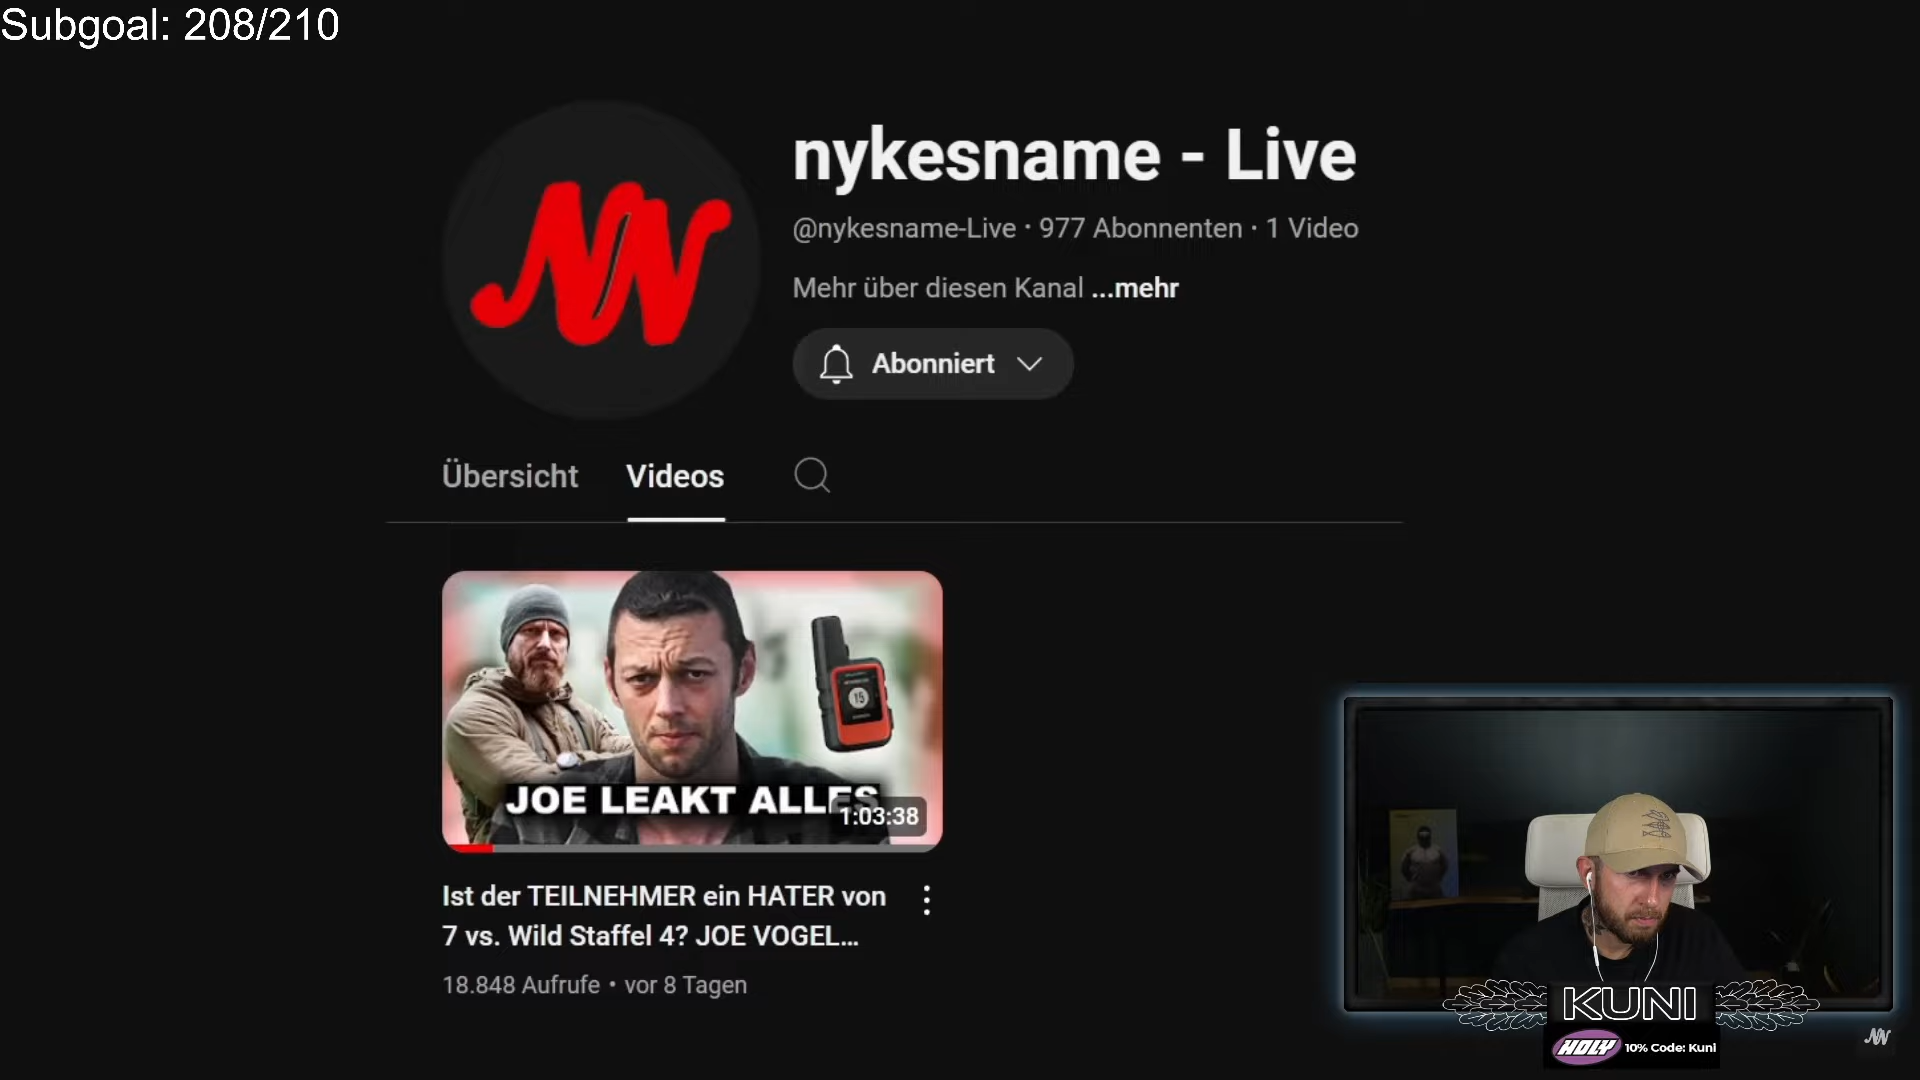 Subgoal: 208/210
nykesname - Live
@nykesname-Live • 977 Abonnenten • 1 Video
Mehr über diesen Kanal ...mehr
Abonniert
Übersicht Videos
15
JOE LEAKT ALLES
1:03:38
Ist der TEILNEHMER ein HATER von
7 vs. Wild Staffel 4? JOE VOGEL...
18.848 Aufrufe • vor 8 Tagen
KUNI
HOLY 10% Code: Kuni